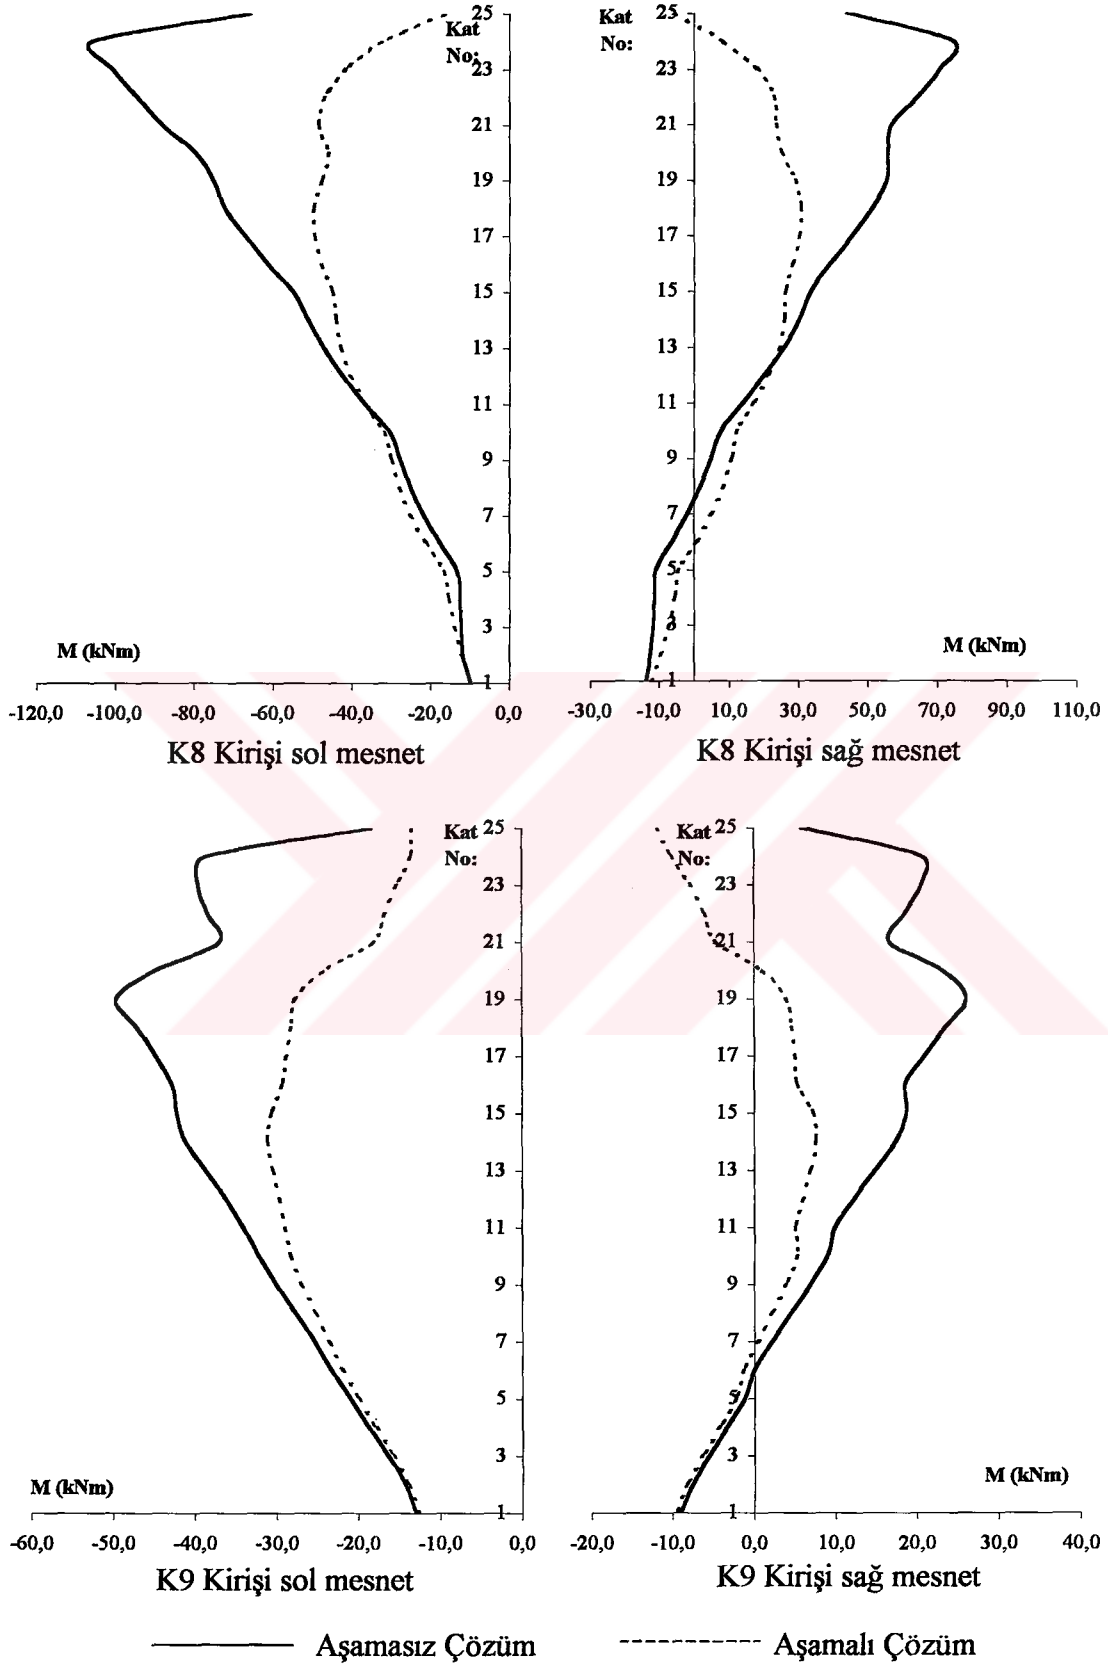 25
Kat
No:
23
21
19
17
15
13
11
9
7
5
3
1
M (kNm)
-120,0 -100,0 -80,0 -60,0 -40,0 -20,0 0,0
K8 Kirişi sol mesnet
Kat 25
No:
23
21
19
17
15
13
11
9
7
5
3
1
M (kNm)
-30,0 -10,0 10,0 30,0 50,0 70,0 90,0 110,0
K8 Kirişi sağ mesnet
Kat 25
No:
23
21
19
17
15
13
11
9
7
5
3
1
M (kNm)
-60,0 -50,0 -40,0 -30,0 -20,0 -10,0 0,0
K9 Kirişi sol mesnet
Kat 25
No:
23
21
19
17
15
13
11
9
7
5
3
1
M (kNm)
-20,0 -10,0 0,0 10,0 20,0 30,0 40,0
K9 Kirişi sağ mesnet
Aşamasız Çözüm Aşamalı Çözüm